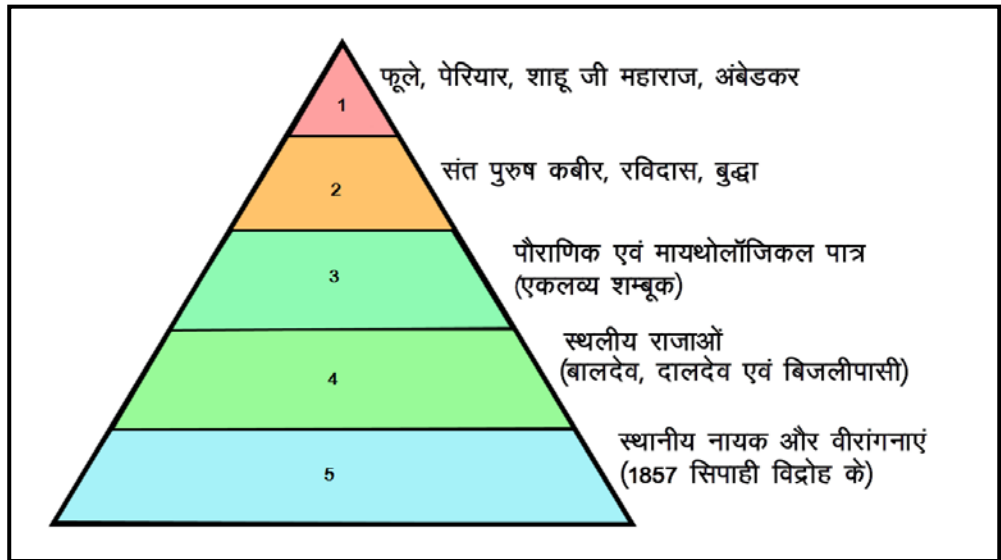 1
फूले, पेरियार, शाहू जी महाराज, अंबेडकर
2
संत पुरुष कबीर, रविदास, बुद्धा
3
पौराणिक एवं मायथोलॉजिकल पात्र
(एकलव्य शम्बूक)
4
स्थलीय राजाओं
(बालदेव, दालदेव एवं बिजलीपासी)
5
स्थानीय नायक और वीरांगनाएं
(1857 सिपाही विद्रोह के)